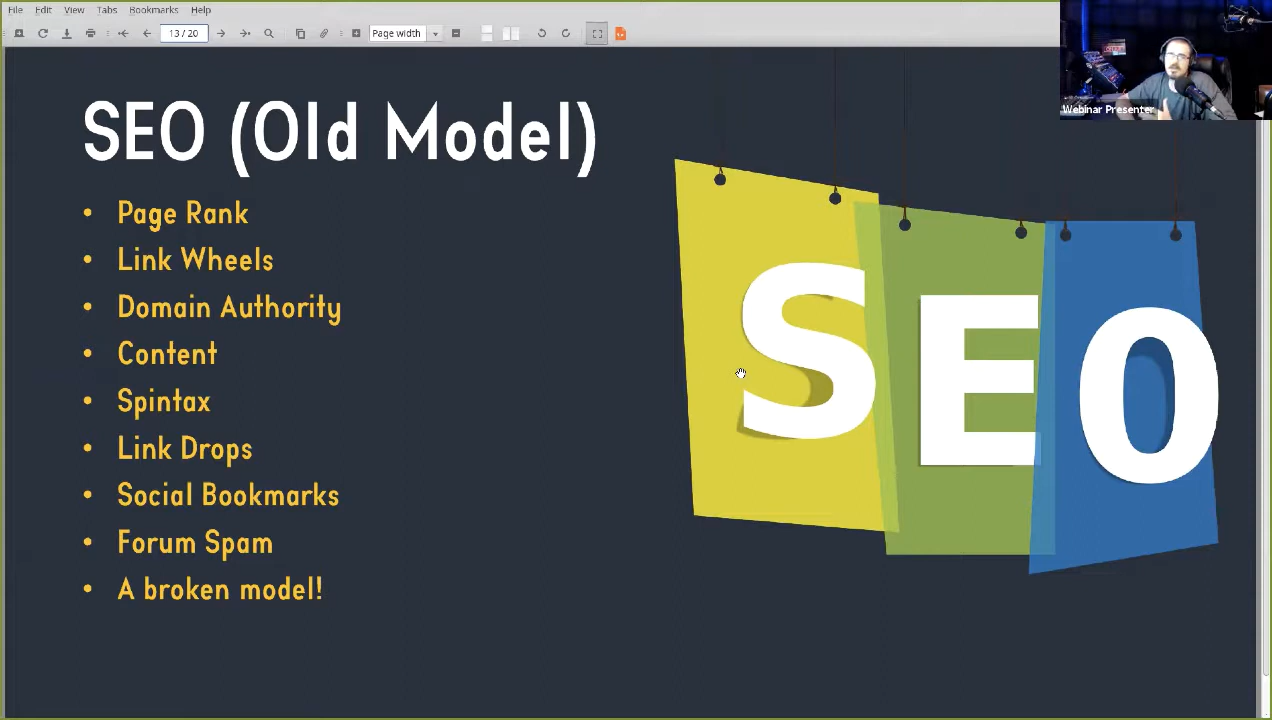 File Edit View Tabs Bookmarks Help
13 / 20 Page width
Webinar Presenter
SEO (Old Model)
• Page Rank
• Link Wheels
• Domain Authority
• Content
• Spintax
• Link Drops
• Social Bookmarks
• Forum Spam
• A broken model!
SEO